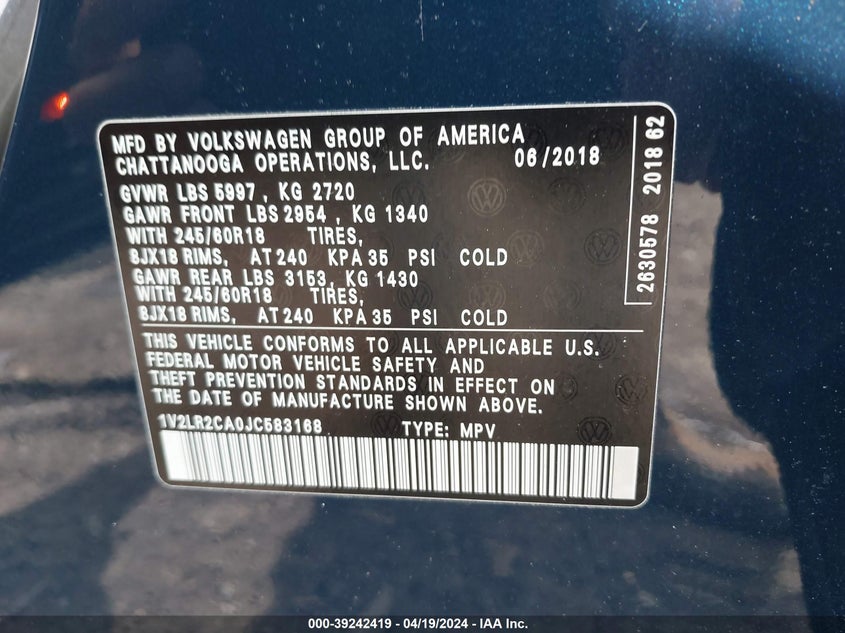 MFD BY VOLKSWAGEN GROUP OF AMERICA
CHATTANOOGA OPERATIONS, LLC. 06/2018
GVWR LBS 5997 , KG 2720
GAWR FRONT LBS 2954 , KG 1340
WITH 245/60R18 TIRES,
8JX18 RIMS, AT 240 KPA 35 PSI COLD
GAWR REAR LBS 3153, KG 1430
WITH 245/60R18 TIRES,
8JX18 RIMS, AT 240 KPA 35 PSI COLD
2630578 2018 62
THIS VEHICLE CONFORMS TO ALL APPLICABLE U.S.
FEDERAL MOTOR VEHICLE SAFETY AND
THEFT PREVENTION STANDARDS IN EFFECT ON
THE DATE OF MANUFACTURE SHOWN ABOVE.
1V2LR2CA0JC583168 TYPE: MPV
000-39242419 - 04/19/2024 - IAA Inc.